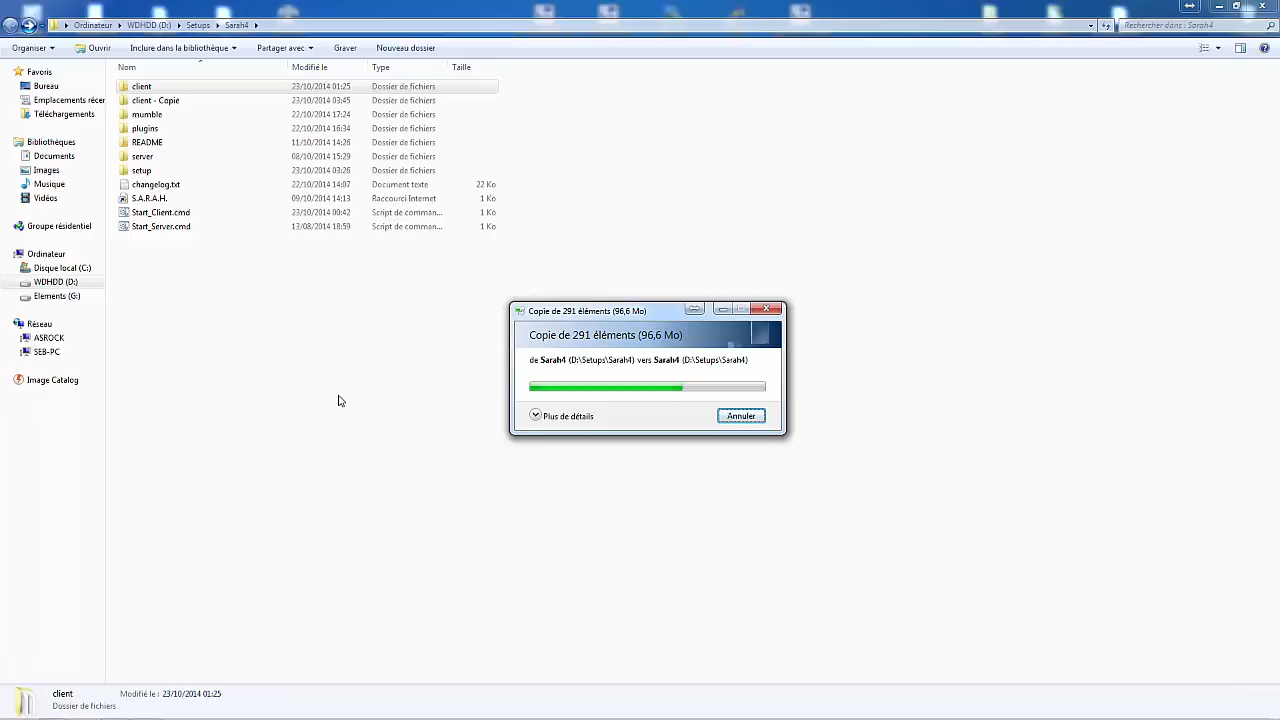 Ordinateur ▸ WDHDD (D:) ▸ Setups ▸ Sarah4 ▸
Rechercher dans : Sarah4
Organiser ▾ Ouvrir Inclure dans la bibliothèque ▾ Partager avec ▾ Graver Nouveau dossier
Nom Modifié le Type Taille
Favoris
Bureau
Emplacements récer
Téléchargements
Bibliothèques
Documents
Images
Musique
Vidéos
Groupe résidentiel
Ordinateur
Disque local (C:)
WDHDD (D:)
Elements (G:)
Réseau
ASROCK
SEB-PC
Image Catalog
client 23/10/2014 01:25 Dossier de fichiers
client - Copie 23/10/2014 03:45 Dossier de fichiers
mumble 22/10/2014 17:24 Dossier de fichiers
plugins 22/10/2014 16:34 Dossier de fichiers
README 11/10/2014 14:26 Dossier de fichiers
server 08/10/2014 15:29 Dossier de fichiers
setup 23/10/2014 03:26 Dossier de fichiers
changelog.txt 22/10/2014 14:07 Document texte 22 Ko
S.A.R.A.H. 09/10/2014 14:13 Raccourci Internet 1 Ko
Start_Client.cmd 23/10/2014 00:42 Script de comman... 1 Ko
Start_Server.cmd 13/08/2014 18:59 Script de comman... 1 Ko
Copie de 291 éléments (96,6 Mo)
Copie de 291 éléments (96,6 Mo)
de Sarah4 (D:\Setups\Sarah4) vers Sarah4 (D:\Setups\Sarah4)
Plus de détails Annuler
client Modifié le : 23/10/2014 01:25
Dossier de fichiers